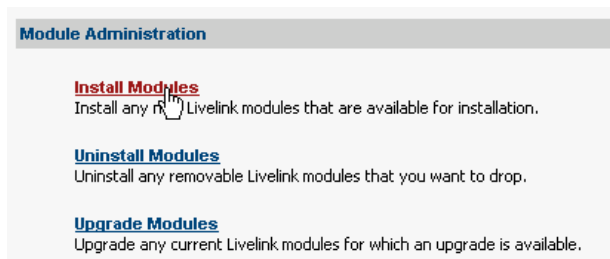 Module Administration
Install Modules
Install any Livelink modules that are available for installation.
Uninstall Modules
Uninstall any removable Livelink modules that you want to drop.
Upgrade Modules
Upgrade any current Livelink modules for which an upgrade is available.